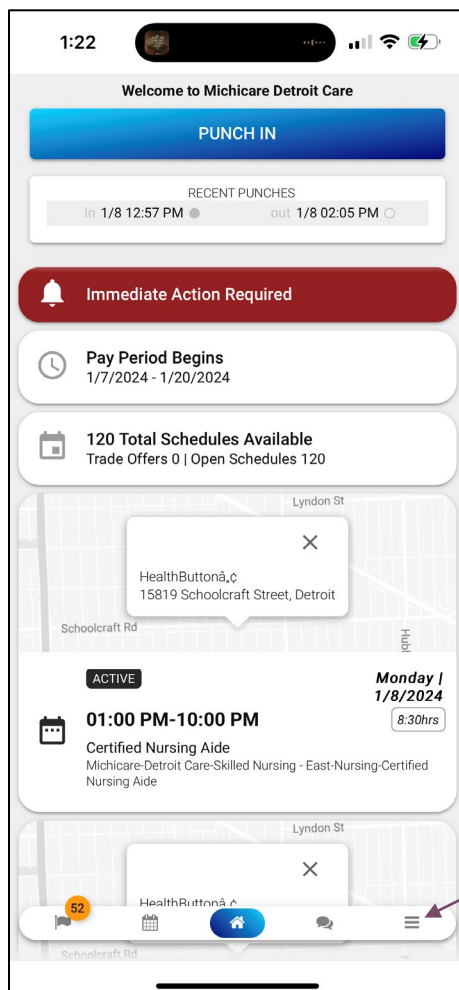 1:22
Welcome to Michicare Detroit Care
PUNCH IN
RECENT PUNCHES
in 1/8 12:57 PM out 1/8 02:05 PM
Immediate Action Required
Pay Period Begins
1/7/2024 - 1/20/2024
120 Total Schedules Available
Trade Offers 0 | Open Schedules 120
Lyndon St
HealthButtonâ„¢
15819 Schoolcraft Street, Detroit
Schoolcraft Rd
Hubl
ACTIVE
Monday |
1/8/2024
01:00 PM-10:00 PM
8:30hrs
Certified Nursing Aide
Michicare-Detroit Care-Skilled Nursing - East-Nursing-Certified
Nursing Aide
Lyndon St
52
Schoolcraft Rd